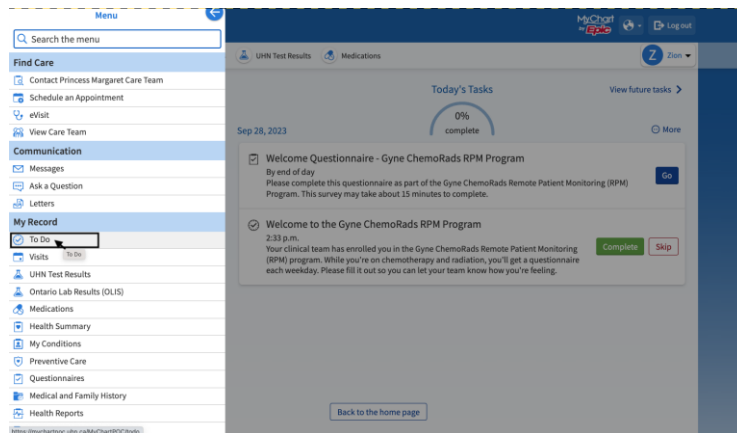 Menu
Search the menu
Find Care
Contact Princess Margaret Care Team
Schedule an Appointment
eVisit
View Care Team
Communication
Messages
Ask a Question
Letters
My Record
To Do
To Do
Visits
UHN Test Results
Ontario Lab Results (OLIS)
Medications
Health Summary
My Conditions
Preventive Care
Questionnaires
Medical and Family History
Health Reports
https://mychartpoc.uhn.ca/MyChartPOC/todo
MyChart
by Epic
Log out
UHN Test Results
Medications
Z
Zion
Today's Tasks
View future tasks
0%
complete
Sep 28, 2023
More
Welcome Questionnaire - Gyne ChemoRads RPM Program
By end of day
Please complete this questionnaire as part of the Gyne ChemoRads Remote Patient Monitoring (RPM)
Program. This survey may take about 15 minutes to complete.
Go
Welcome to the Gyne ChemoRads RPM Program
2:33 p.m.
Your clinical team has enrolled you in the Gyne ChemoRads Remote Patient Monitoring
(RPM) program. While you're on chemotherapy and radiation, you'll get a questionnaire
each weekday. Please fill it out so you can let your team know how you're feeling.
Complete
Skip
Back to the home page